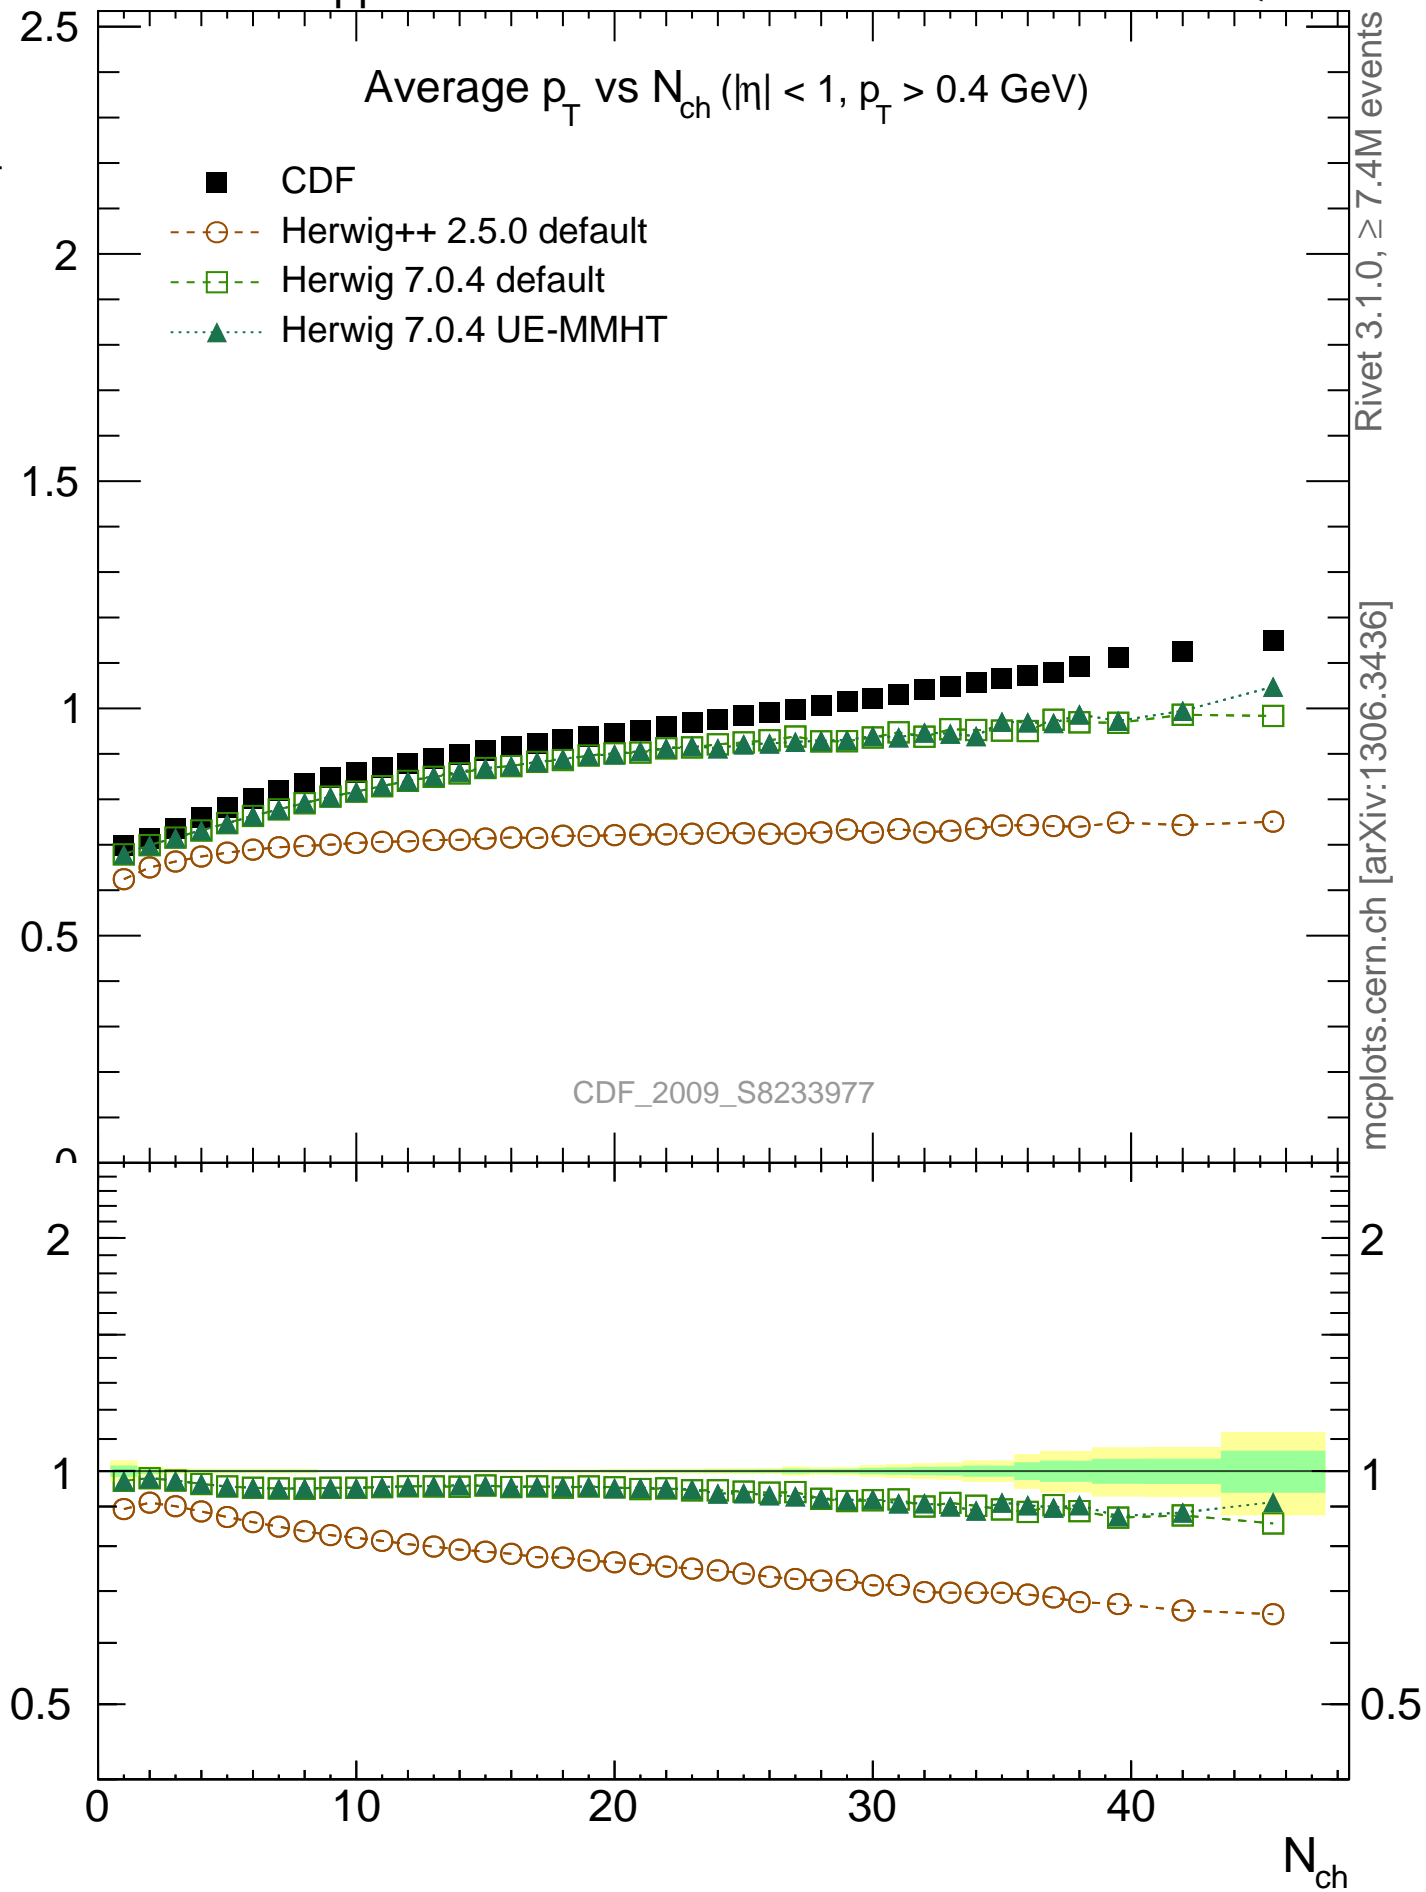 Average p_T vs N_ch (|η| < 1, p_T > 0.4 GeV)
CDF
Herwig++ 2.5.0 default
Herwig 7.0.4 default
Herwig 7.0.4 UE-MMHT
2.5
2
1.5
1
0.5
0
CDF_2009_S8233977
Rivet 3.1.0, ≥ 7.4M events
mcplots.cern.ch [arXiv:1306.3436]
2
1
0.5
2
1
0.5
0
10
20
30
40
N_ch